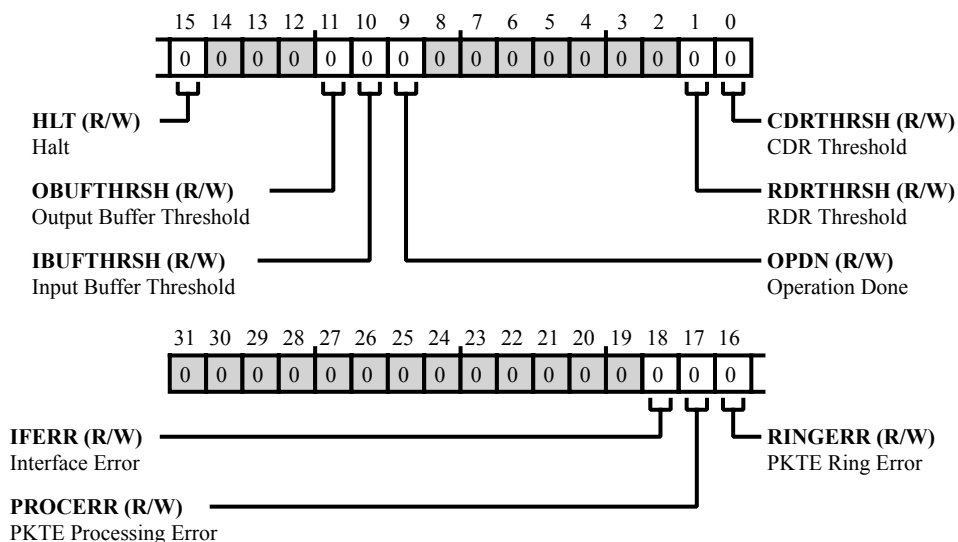 15 14 13 12 11 10 9 8 7 6 5 4 3 2 1 0
0 0 0 0 0 0 0 0 0 0 0 0 0 0 0 0
HLT (R/W)
Halt
CDRTHRSH (R/W)
CDR Threshold
OBUFTHRSH (R/W)
Output Buffer Threshold
RDRTHRSH (R/W)
RDR Threshold
IBUFTHRSH (R/W)
Input Buffer Threshold
OPDN (R/W)
Operation Done
31 30 29 28 27 26 25 24 23 22 21 20 19 18 17 16
0 0 0 0 0 0 0 0 0 0 0 0 0 0 0 0
IFERR (R/W)
Interface Error
RINGERR (R/W)
PKTE Ring Error
PROCERR (R/W)
PKTE Processing Error